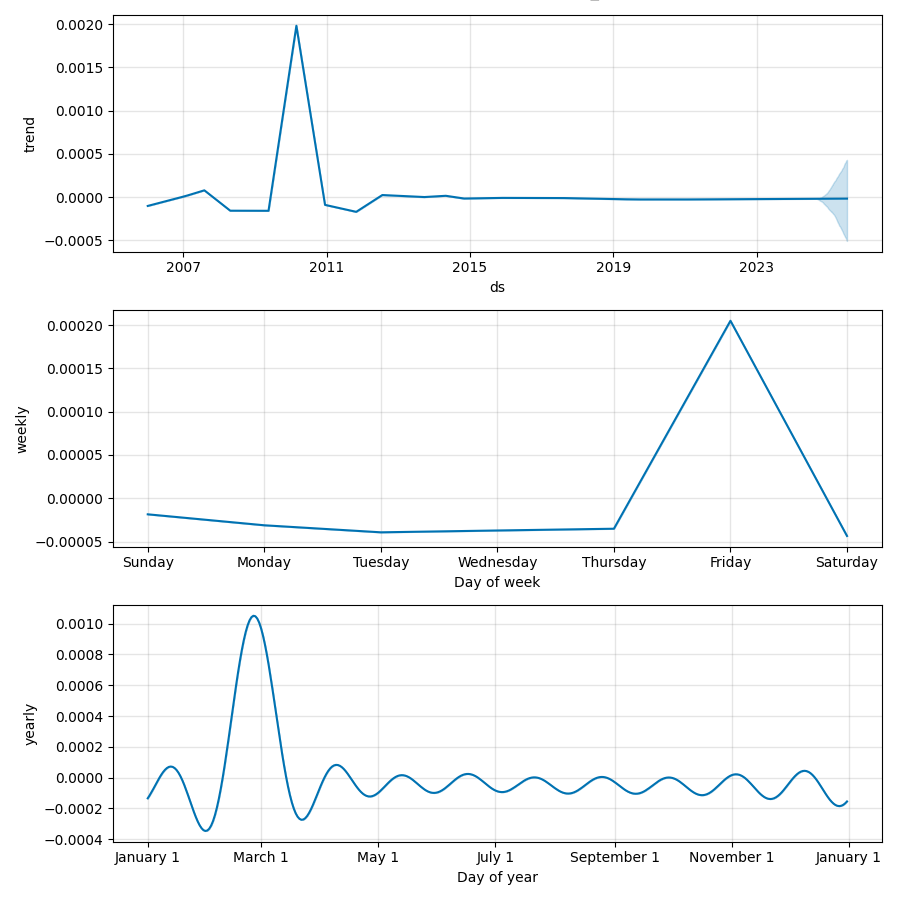 0.0020
0.0015
0.0010
0.0005
0.0000
−0.0005
trend
2007 2011 2015 2019 2023
ds
0.00020
0.00015
0.00010
0.00005
0.00000
−0.00005
weekly
Sunday Monday Tuesday Wednesday Thursday Friday Saturday
Day of week
0.0010
0.0008
0.0006
0.0004
0.0002
0.0000
−0.0002
−0.0004
yearly
January 1 March 1 May 1 July 1 September 1 November 1 January 1
Day of year